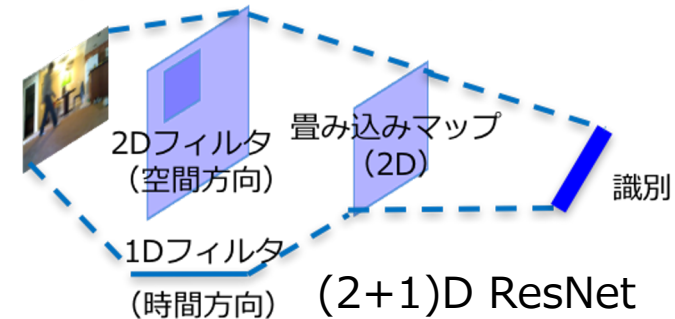 2Dフィルタ
（空間方向）
畳み込みマップ
（2D）
識別
1Dフィルタ
（時間方向）
(2+1)D ResNet